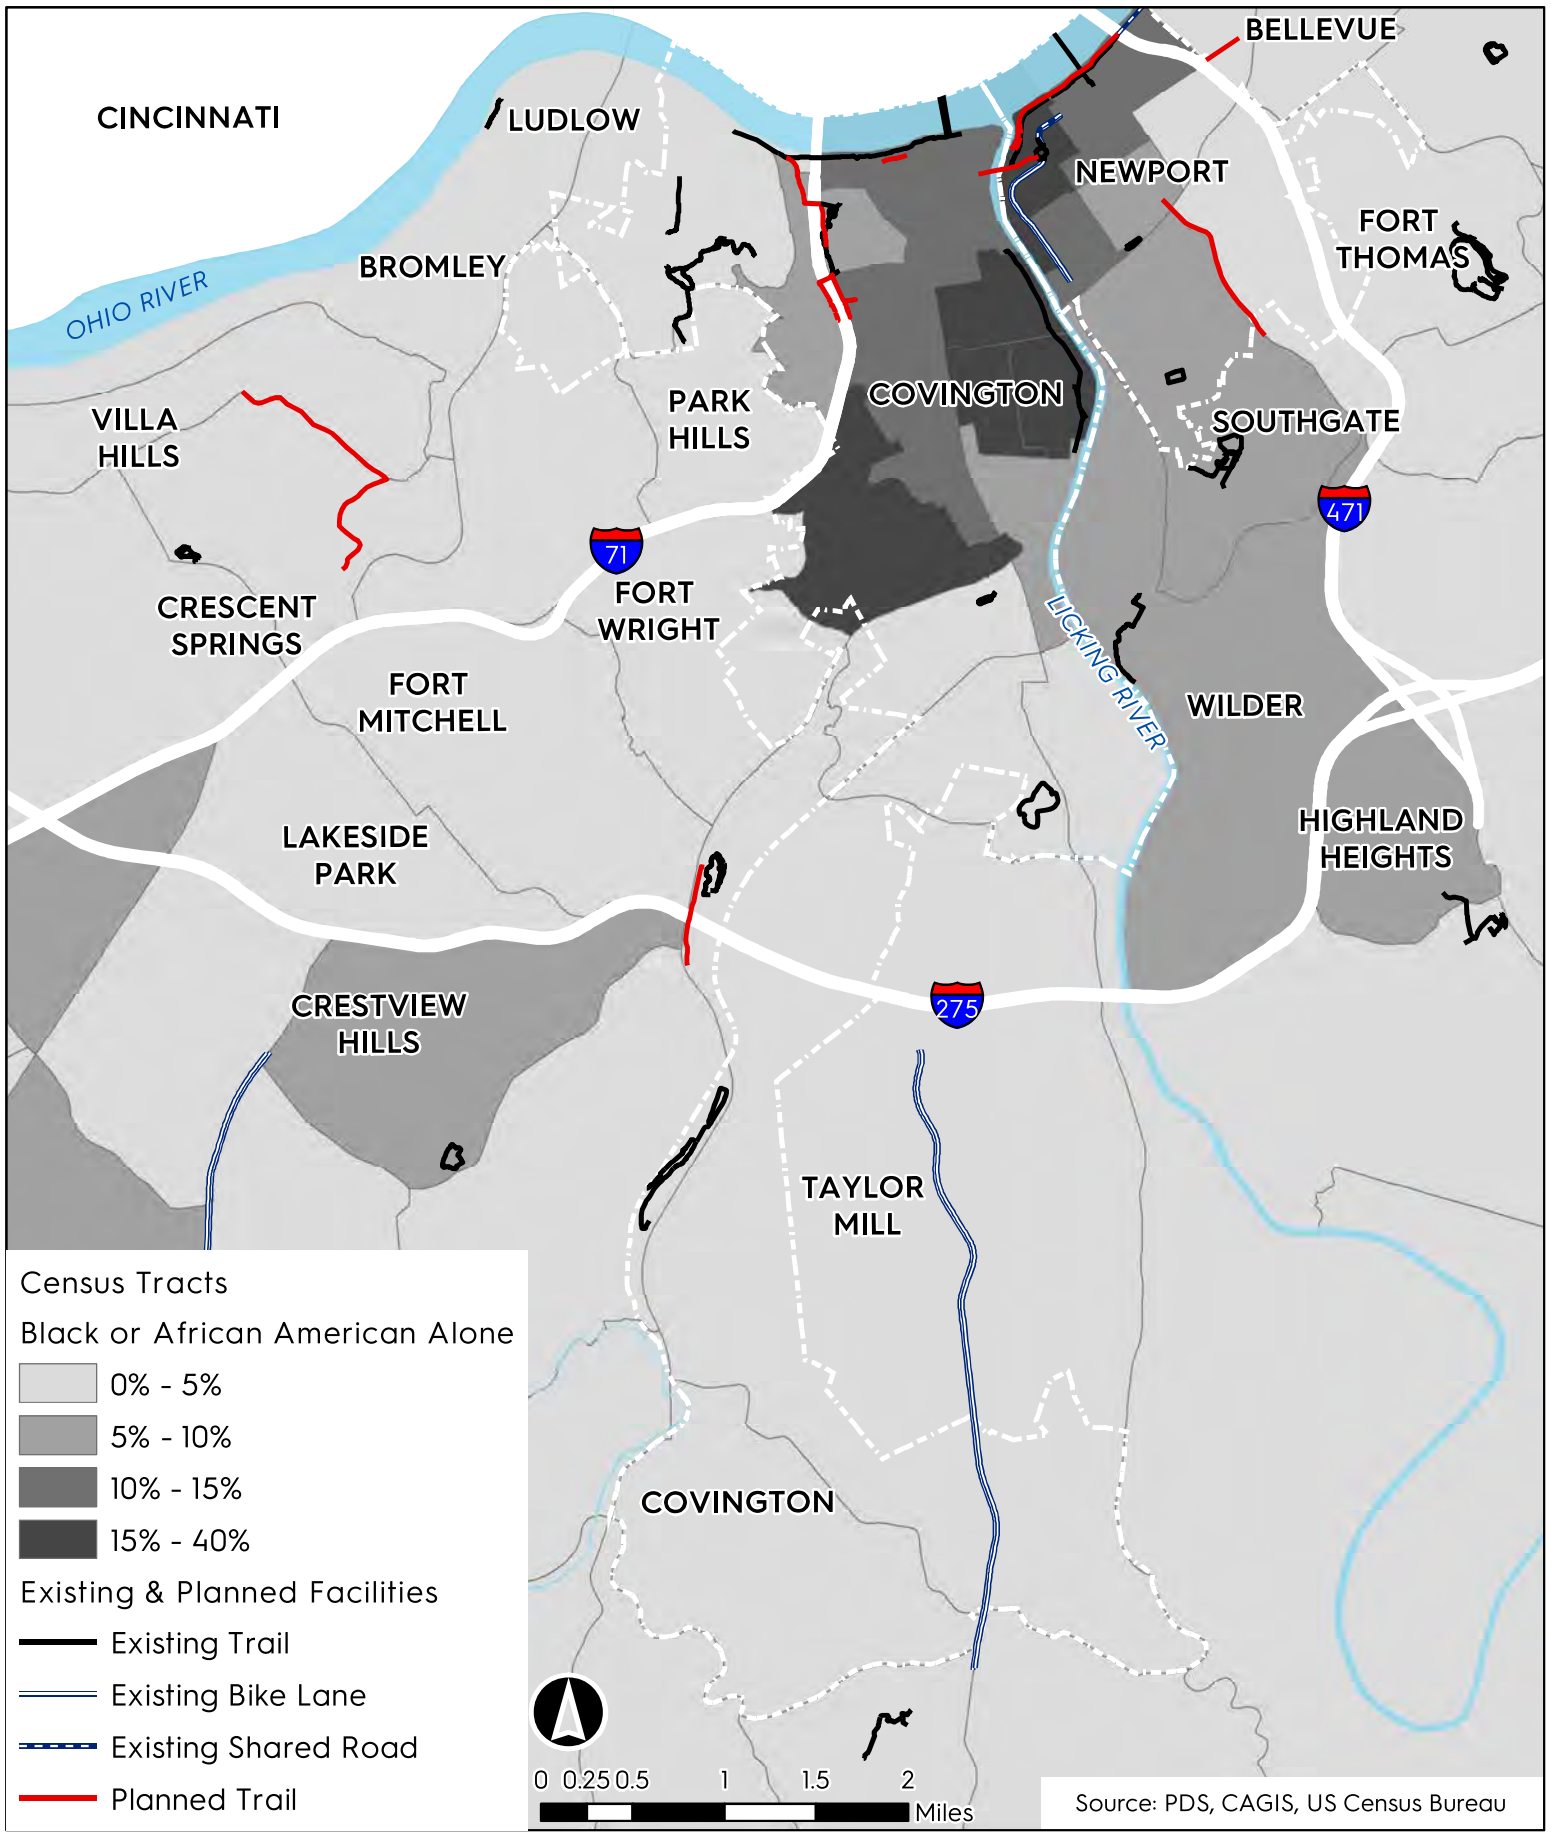 BELLEVUE
CINCINNATI
LUDLOW
NEWPORT
FORT
THOMAS
BROMLEY
OHIO RIVER
PARK
HILLS
COVINGTON
VILLA
HILLS
SOUTHGATE
471
71
CRESCENT
SPRINGS
FORT
WRIGHT
LICKING RIVER
FORT
MITCHELL
WILDER
LAKESIDE
PARK
HIGHLAND
HEIGHTS
CRESTVIEW
HILLS
275
TAYLOR
MILL
COVINGTON
Census Tracts
Black or African American Alone
0% - 5%
5% - 10%
10% - 15%
15% - 40%
Existing & Planned Facilities
Existing Trail
Existing Bike Lane
Existing Shared Road
Planned Trail
0 0.25 0.5 1 1.5 2
Miles
Source: PDS, CAGIS, US Census Bureau